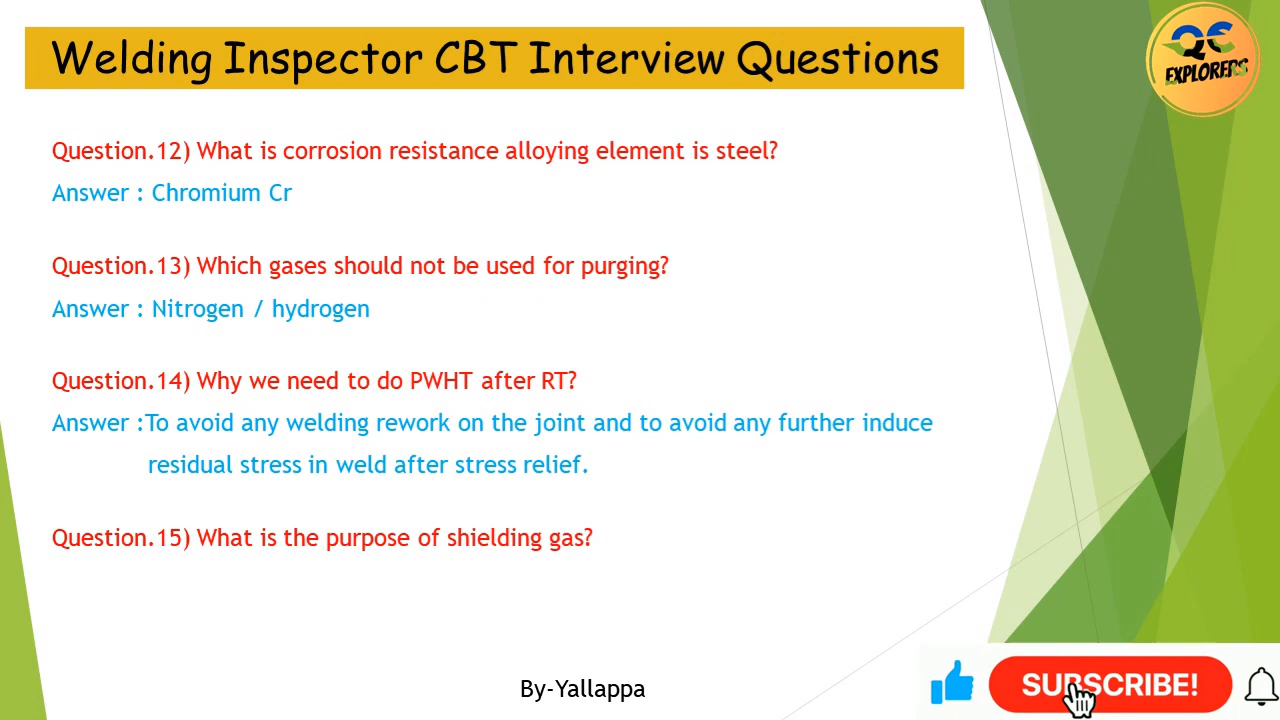 Welding Inspector CBT Interview Questions
QC
EXPLORERS
Question.12) What is corrosion resistance alloying element is steel?
Answer : Chromium Cr
Question.13) Which gases should not be used for purging?
Answer : Nitrogen / hydrogen
Question.14) Why we need to do PWHT after RT?
Answer :To avoid any welding rework on the joint and to avoid any further induce
residual stress in weld after stress relief.
Question.15) What is the purpose of shielding gas?
By-Yallappa
SUBSCRIBE!